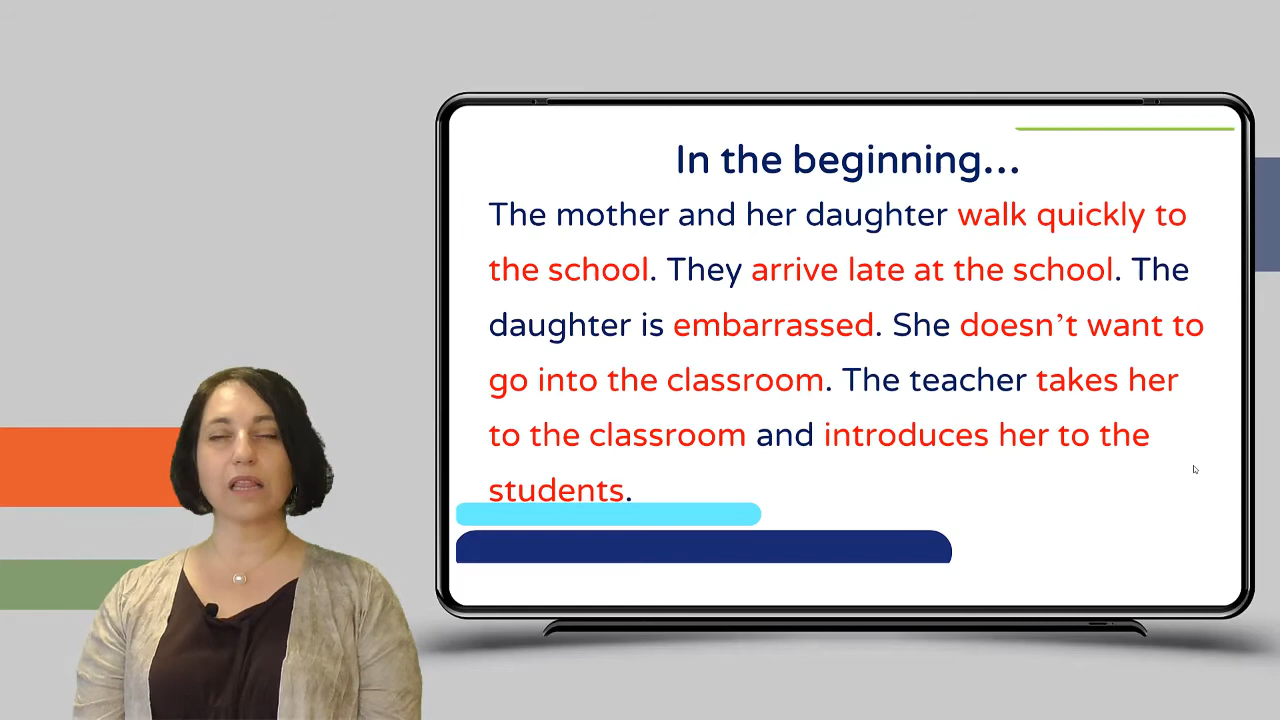 In the beginning...
The mother and her daughter walk quickly to
the school. They arrive late at the school. The
daughter is embarrassed. She doesn't want to
go into the classroom. The teacher takes her
to the classroom and introduces her to the
students.